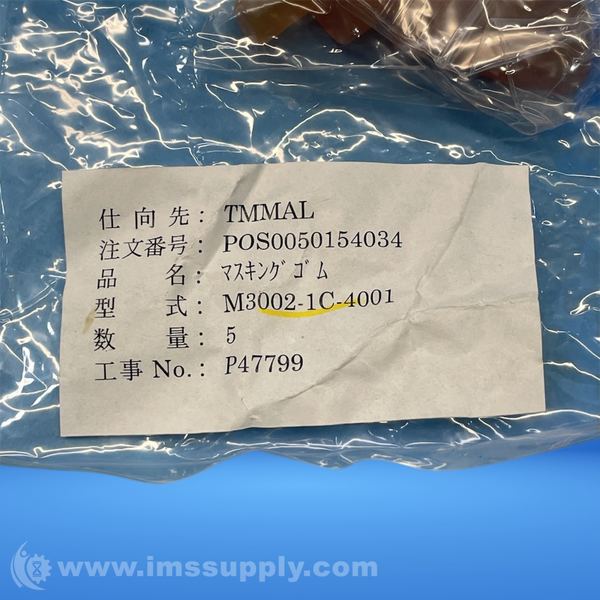 仕 向 先 : TMMAL
注文番号 : POS0050154034
品 名 : ﾏｽｷﾝｸﾞｺﾞﾑ
型 式 : M3002-1C-4001
数 量 : 5
工事 No. : P47799
www.imssupply.com